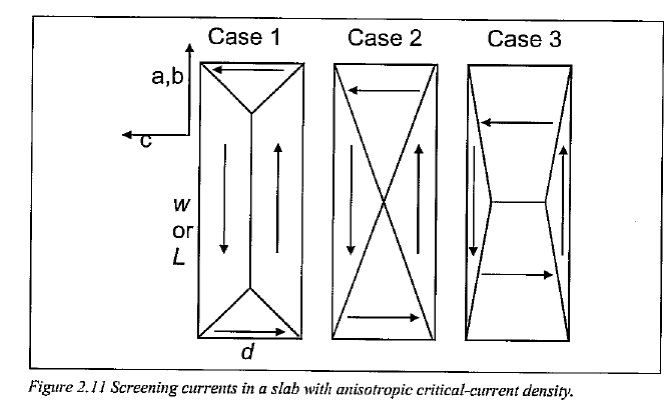 Case 1 Case 2 Case 3
a,b
c
w
or
L
d
Figure 2.11 Screening currents in a slab with anisotropic critical-current density.